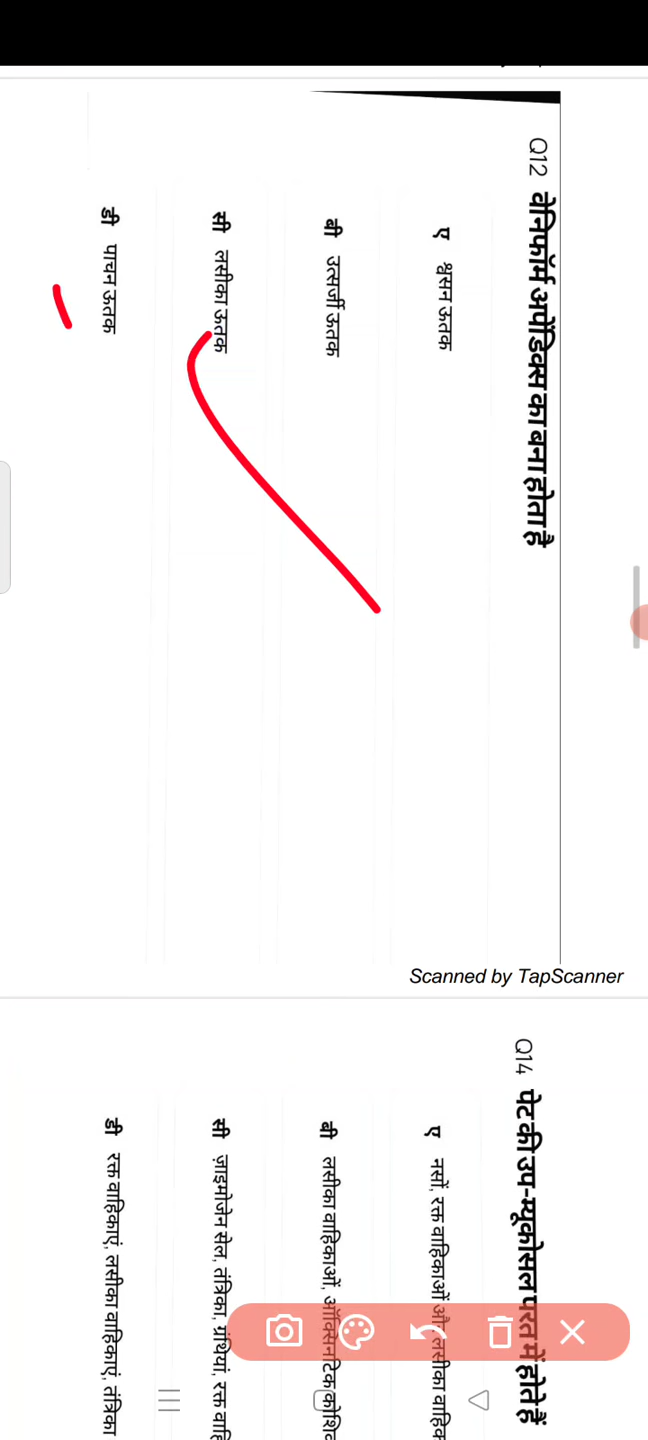 Q12 वेनिफॉर्म अपेंडिक्स का बना होता है
ए श्वसन ऊतक
बी उत्सर्जी ऊतक
सी लसीका ऊतक
डी पाचन ऊतक
Scanned by TapScanner
Q14 पेट की उप-म्यूकोसल परत में होते हैं
ए नसों, रक्त वाहिकाओं और लसीका
बी लसीका वाहिकाओं, ऑक्सिनटिक
सी ज़ाइमोजेन सेल, तंत्रिका, ग्रंथियां, रक्त
डी रक्त वाहिकाएं, लसीका वाहिकाएं, तंत्रिका